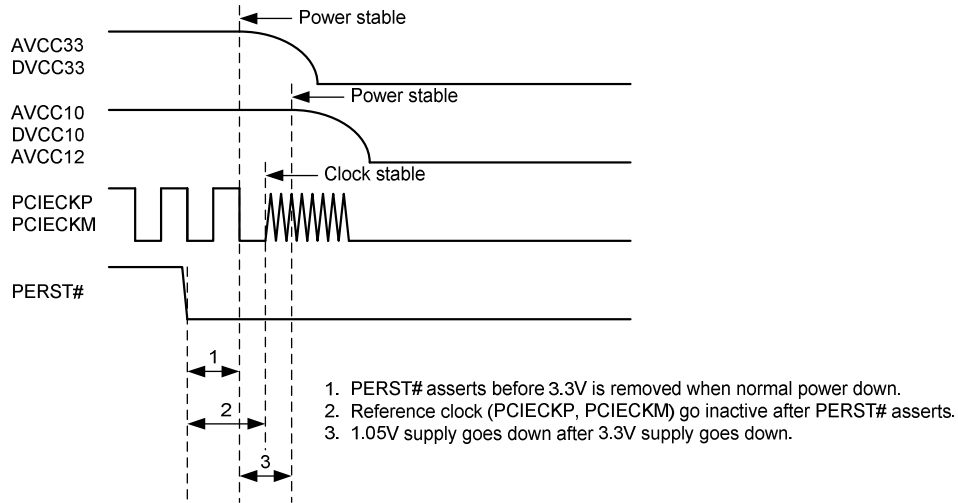 Power stable
AVCC33
DVCC33
Power stable
AVCC10
DVCC10
AVCC12
Clock stable
PCIECKP
PCIECKM
PERST#
1
2
3
1. PERST# asserts before 3.3V is removed when normal power down.
2. Reference clock (PCIECKP, PCIECKM) go inactive after PERST# asserts.
3. 1.05V supply goes down after 3.3V supply goes down.